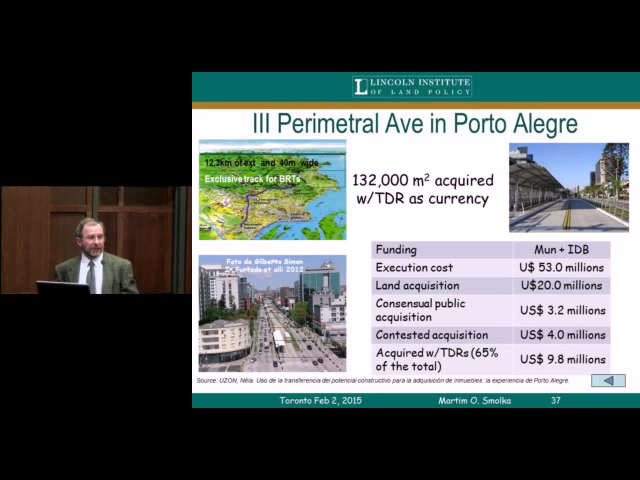 LINCOLN INSTITUTE
OF LAND POLICY
III Perimetral Ave in Porto Alegre
12,3km of ext and 40m wide
Exclusive track for BRTs
132,000 m² acquired
w/TDR as currency
Foto de Gilberto Simon
Furtado et alli 2012
Funding Mun + IDB
Execution cost U$ 53.0 millions
Land acquisition U$20.0 millions
Consensual public
acquisition US$ 3.2 millions
Contested acquisition US$ 4.0 millions
Acquired w/TDRs (65%
of the total) US$ 9.8 millions
Source: UZON, Néia. Uso de la transferencia del potencial constructivo para la adquisición de inmuebles: la experiencia de Porto Alegre.
Toronto Feb 2, 2015 Martim O. Smolka 37